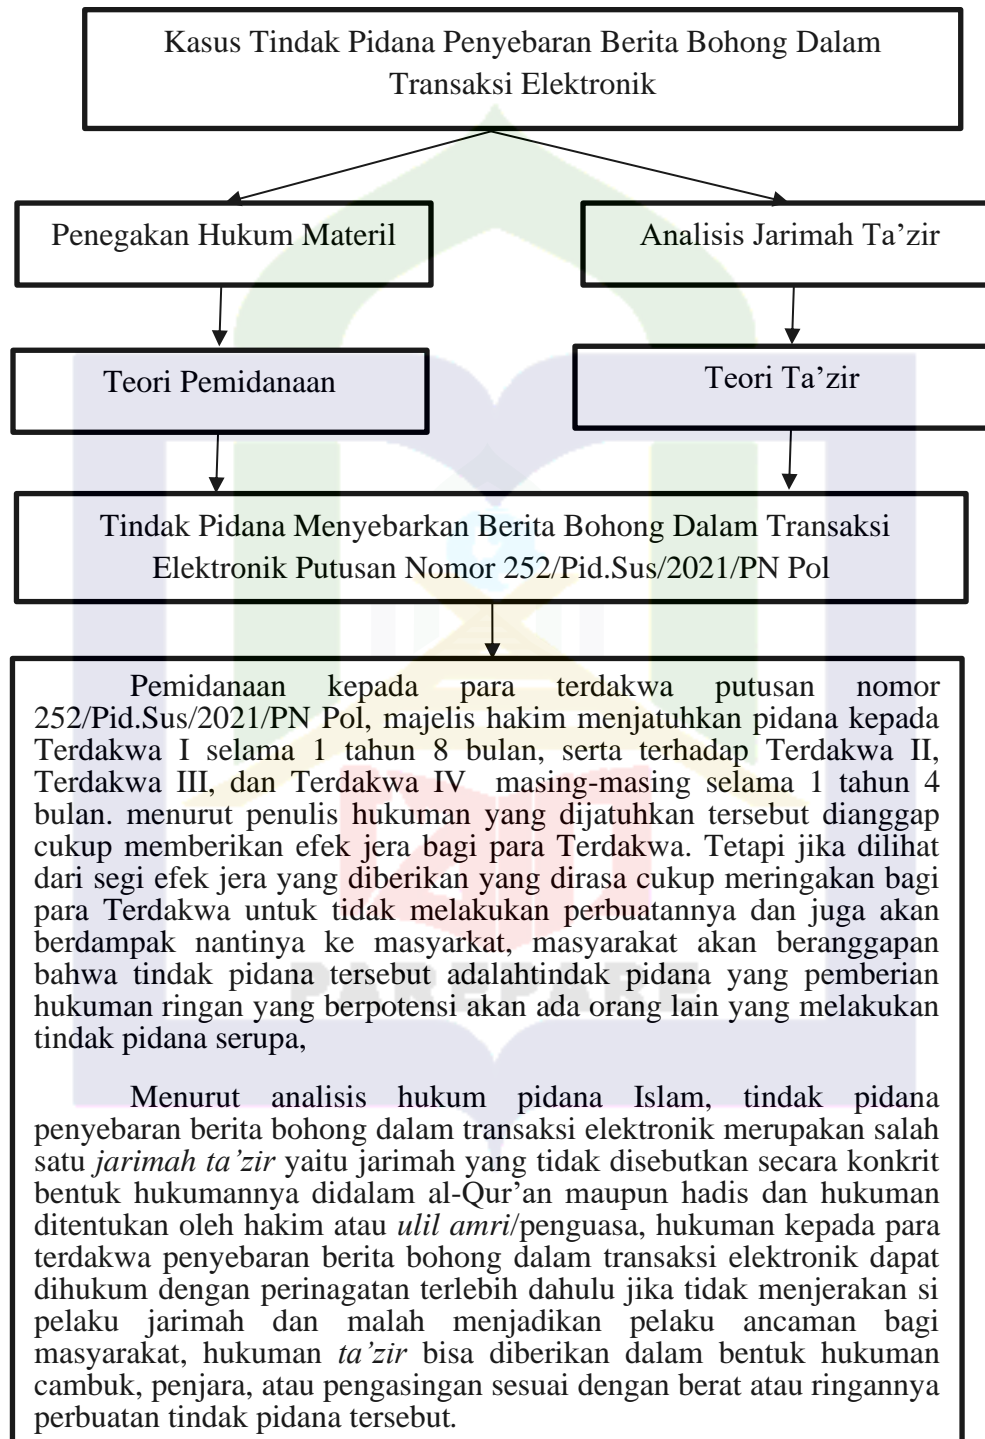 Kasus Tindak Pidana Penyebaran Berita Bohong Dalam
Transaksi Elektronik
Penegakan Hukum Materil
Analisis Jarimah Ta’zir
Teori Pemidanaan
Teori Ta’zir
Tindak Pidana Menyebarkan Berita Bohong Dalam Transaksi
Elektronik Putusan Nomor 252/Pid.Sus/2021/PN Pol
Pemidanaan kepada para terdakwa putusan nomor
252/Pid.Sus/2021/PN Pol, majelis hakim menjatuhkan pidana kepada
Terdakwa I selama 1 tahun 8 bulan, serta terhadap Terdakwa II,
Terdakwa III, dan Terdakwa IV masing-masing selama 1 tahun 4
bulan. menurut penulis hukuman yang dijatuhkan tersebut dianggap
cukup memberikan efek jera bagi para Terdakwa. Tetapi jika dilihat
dari segi efek jera yang diberikan yang dirasa cukup meringakan bagi
para Terdakwa untuk tidak melakukan perbuatannya dan juga akan
berdampak nantinya ke masyarkat, masyarakat akan beranggapan
bahwa tindak pidana tersebut adalahtindak pidana yang pemberian
hukuman ringan yang berpotensi akan ada orang lain yang melakukan
tindak pidana serupa,
Menurut analisis hukum pidana Islam, tindak pidana
penyebaran berita bohong dalam transaksi elektronik merupakan salah
satu jarimah ta’zir yaitu jarimah yang tidak disebutkan secara konkrit
bentuk hukumannya didalam al-Qur’an maupun hadis dan hukuman
ditentukan oleh hakim atau ulil amri/penguasa, hukuman kepada para
terdakwa penyebaran berita bohong dalam transaksi elektronik dapat
dihukum dengan perinagatan terlebih dahulu jika tidak menjerakan si
pelaku jarimah dan malah menjadikan pelaku ancaman bagi
masyarakat, hukuman ta’zir bisa diberikan dalam bentuk hukuman
cambuk, penjara, atau pengasingan sesuai dengan berat atau ringannya
perbuatan tindak pidana tersebut.
PAREPARE